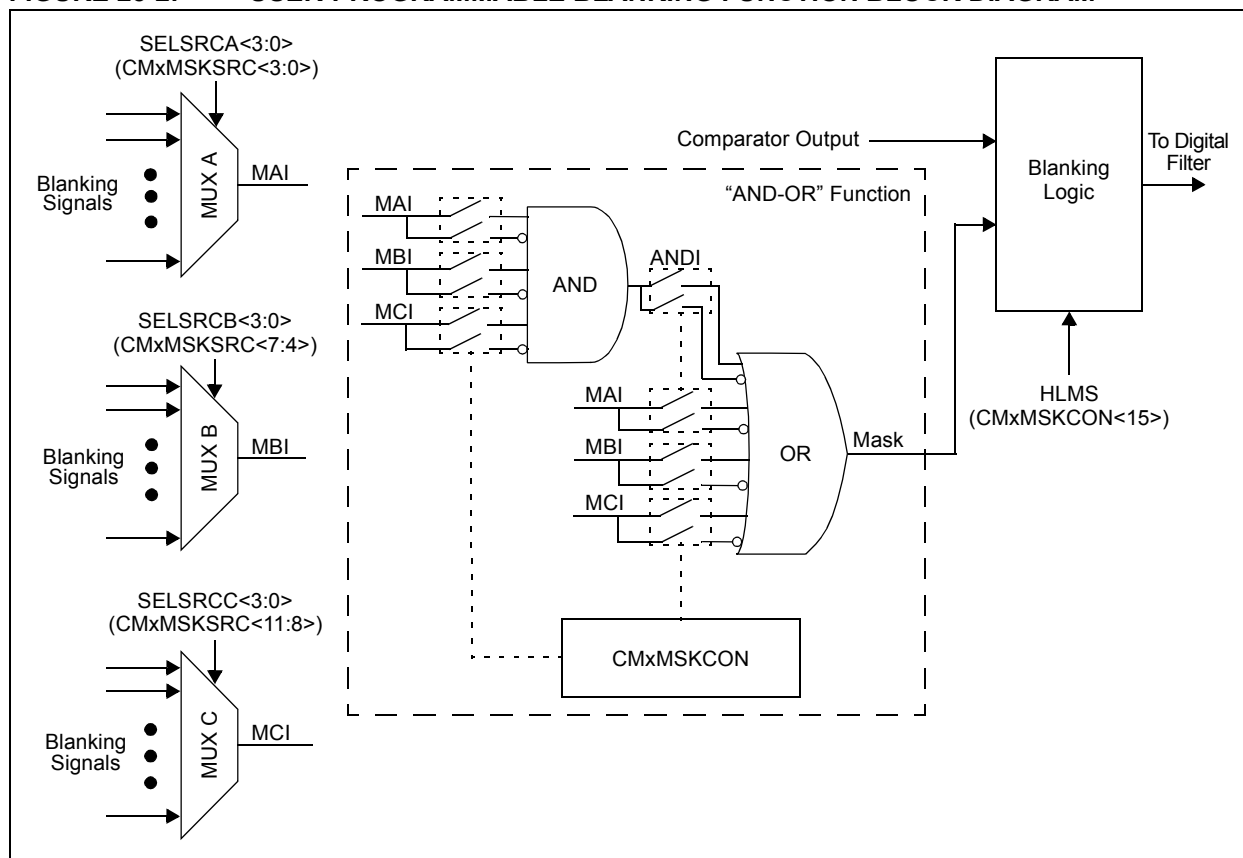 SELSRCA<3:0>
(CMxMSKSRC<3:0>)
MUX A
MAI
Blanking
Signals
SELSRCB<3:0>
(CMxMSKSRC<7:4>)
MUX B
MBI
Blanking
Signals
SELSRCC<3:0>
(CMxMSKSRC<11:8>)
MUX C
MCI
Blanking
Signals
"AND-OR" Function
MAI
MBI
MCI
AND
ANDI
MAI
MBI
MCI
OR
Mask
CMxMSKCON
Comparator Output
Blanking
Logic
To Digital
Filter
HLMS
(CMxMSKCON<15>)